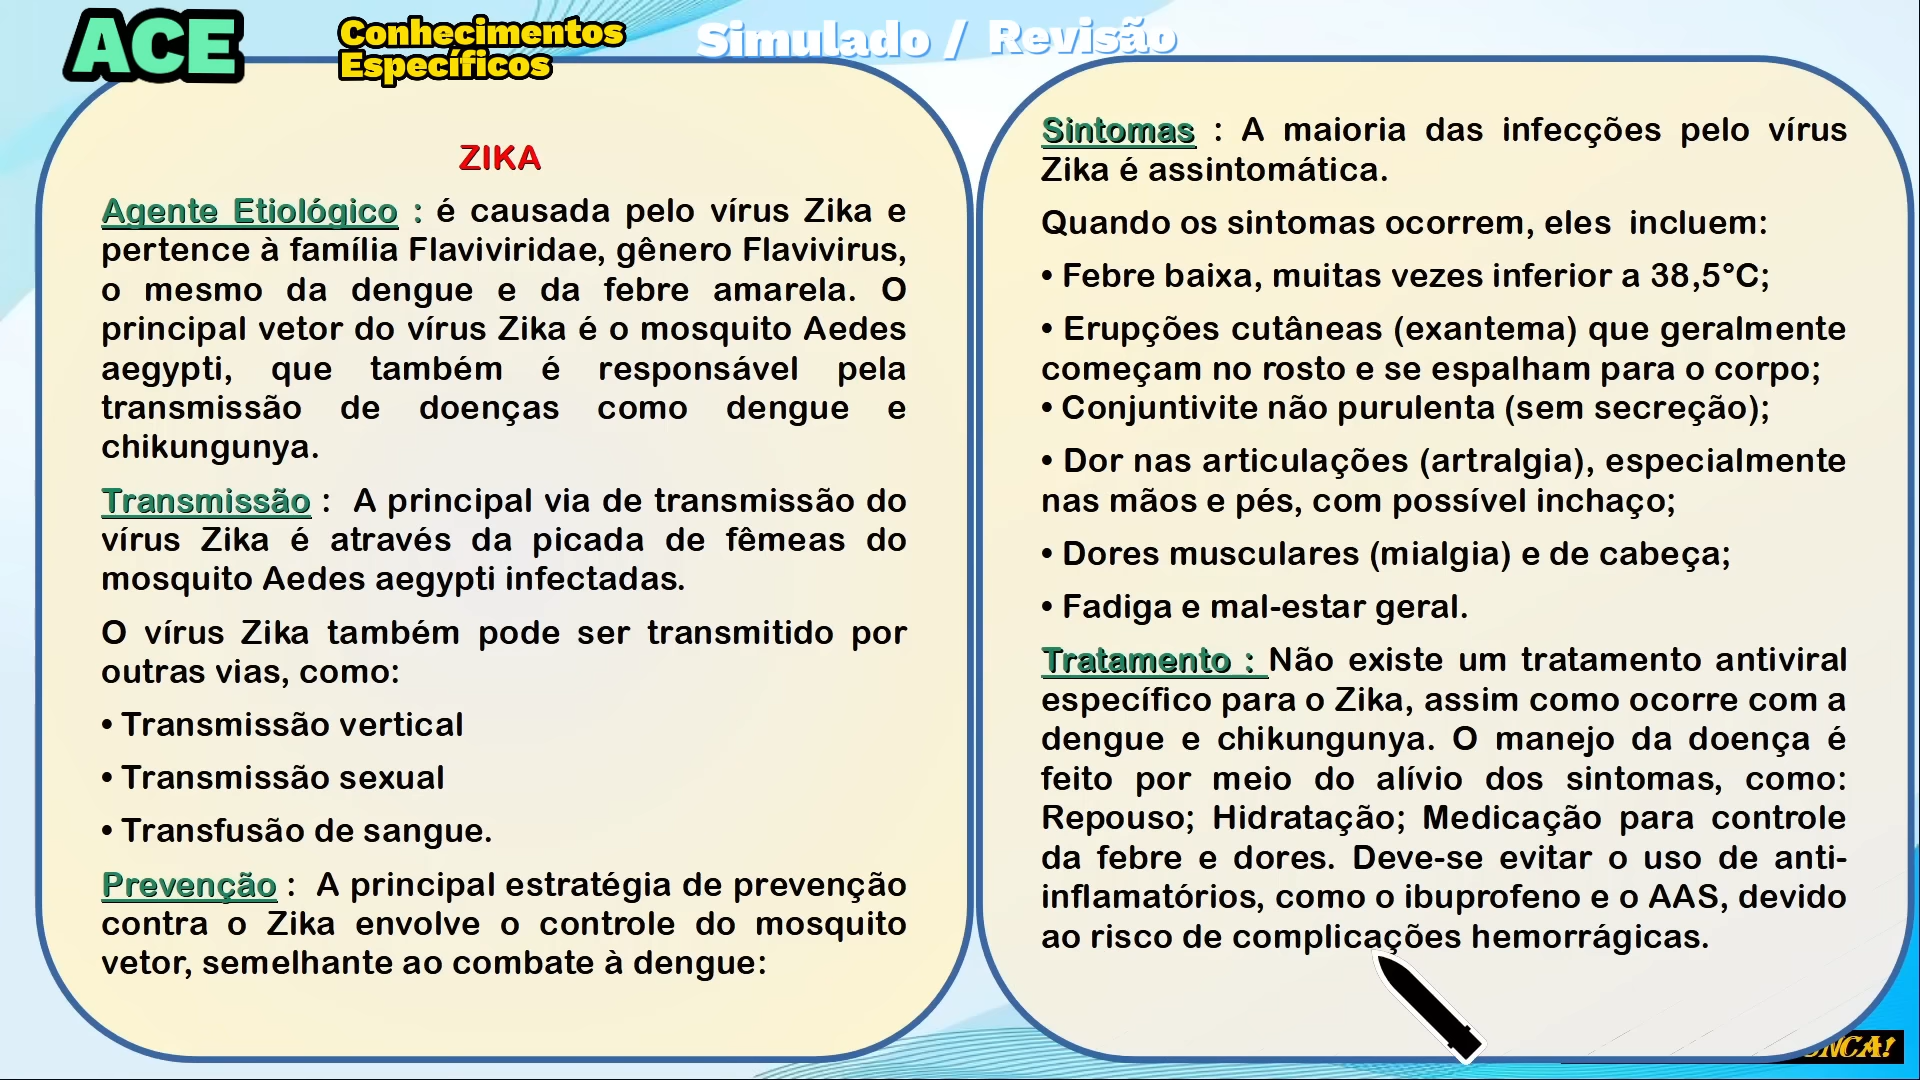 ACE
Conhecimentos
Específicos
Simulado / Revisão
ZIKA
Agente Etiológico : é causada pelo vírus Zika e
pertence à família Flaviviridae, gênero Flavivirus,
o mesmo da dengue e da febre amarela. O
principal vetor do vírus Zika é o mosquito Aedes
aegypti, que também é responsável pela
transmissão de doenças como dengue e
chikungunya.
Transmissão : A principal via de transmissão do
vírus Zika é através da picada de fêmeas do
mosquito Aedes aegypti infectadas.
O vírus Zika também pode ser transmitido por
outras vias, como:
• Transmissão vertical
• Transmissão sexual
• Transfusão de sangue.
Prevenção : A principal estratégia de prevenção
contra o Zika envolve o controle do mosquito
vetor, semelhante ao combate à dengue:
Sintomas : A maioria das infecções pelo vírus
Zika é assintomática.
Quando os sintomas ocorrem, eles incluem:
• Febre baixa, muitas vezes inferior a 38,5°C;
• Erupções cutâneas (exantema) que geralmente
começam no rosto e se espalham para o corpo;
• Conjuntivite não purulenta (sem secreção);
• Dor nas articulações (artralgia), especialmente
nas mãos e pés, com possível inchaço;
• Dores musculares (mialgia) e de cabeça;
• Fadiga e mal-estar geral.
Tratamento : Não existe um tratamento antiviral
específico para o Zika, assim como ocorre com a
dengue e chikungunya. O manejo da doença é
feito por meio do alívio dos sintomas, como:
Repouso; Hidratação; Medicação para controle
da febre e dores. Deve-se evitar o uso de anti-
inflamatórios, como o ibuprofeno e o AAS, devido
ao risco de complicações hemorrágicas.